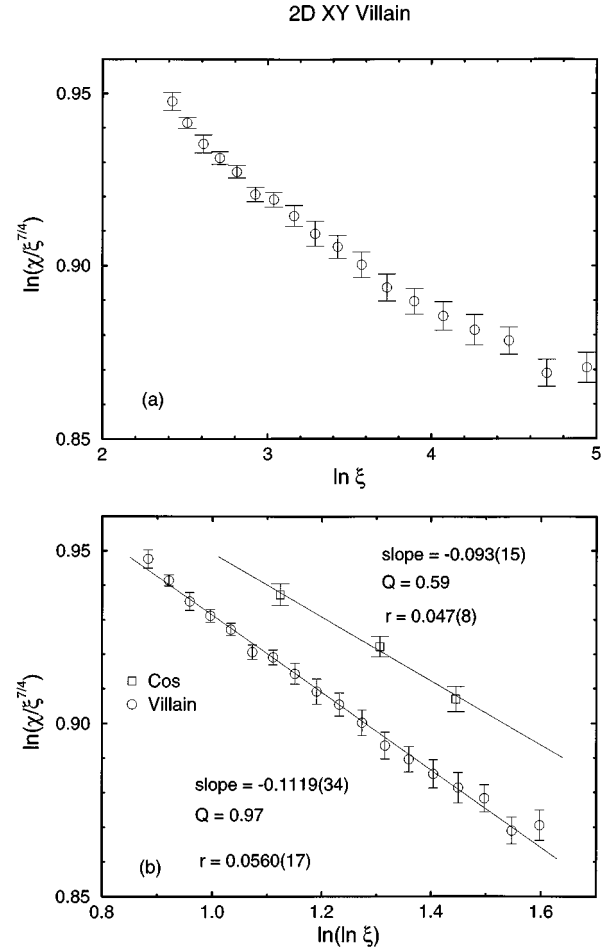 2D XY Villain
0.95
0.90
0.85
ln(χ/ξ^7/4)
(a)
2
3
4
5
ln ξ
0.95
0.90
0.85
ln(χ/ξ^7/4)
slope = -0.093(15)
Q = 0.59
r = 0.047(8)
Cos
Villain
slope = -0.1119(34)
Q = 0.97
r = 0.0560(17)
(b)
0.8
1.0
1.2
1.4
1.6
ln(ln ξ)